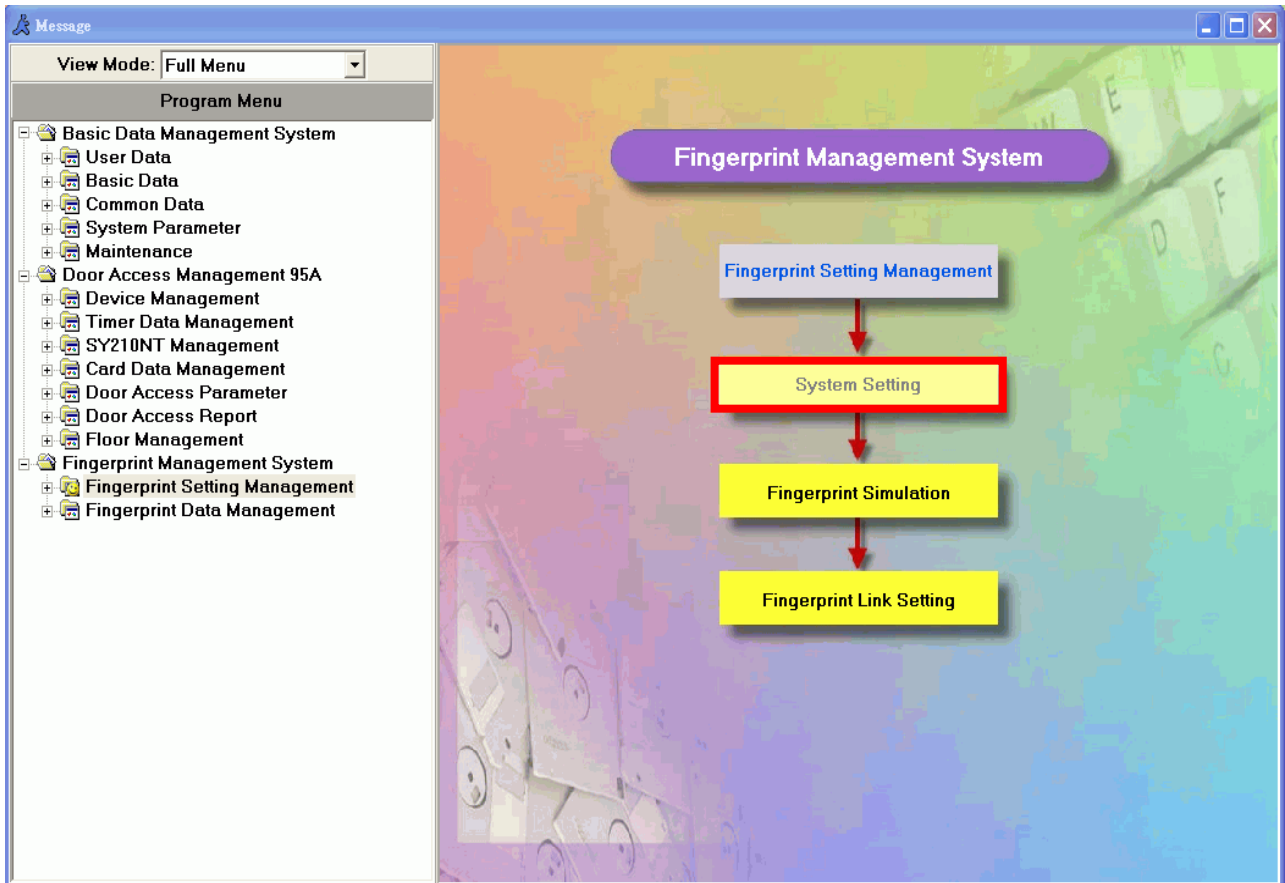 Message
View Mode: Full Menu
Program Menu
Basic Data Management System
User Data
Basic Data
Common Data
System Parameter
Maintenance
Door Access Management 95A
Device Management
Timer Data Management
SY210NT Management
Card Data Management
Door Access Parameter
Door Access Report
Floor Management
Fingerprint Management System
Fingerprint Setting Management
Fingerprint Data Management
Fingerprint Management System
Fingerprint Setting Management
System Setting
Fingerprint Simulation
Fingerprint Link Setting
W E R
D F
C